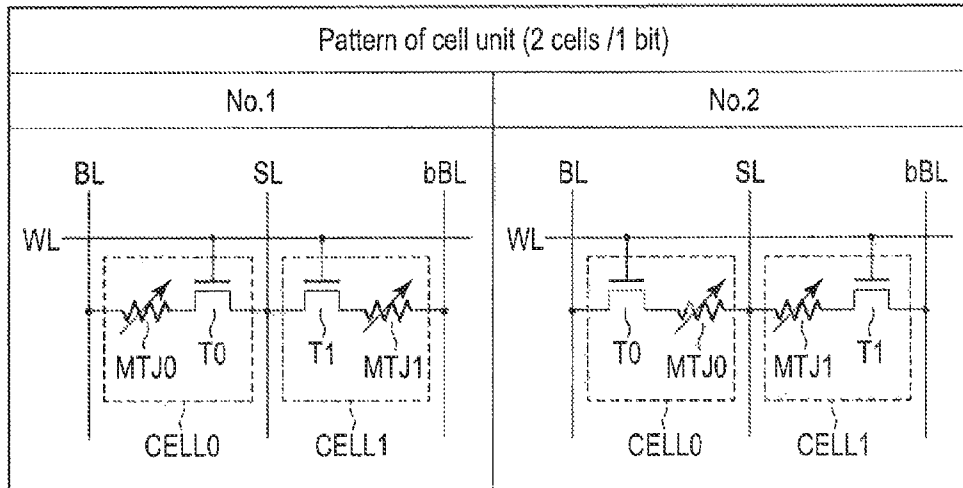 Pattern of cell unit (2 cells /1 bit)
No.1
No.2
BL SL bBL
BL SL bBL
WL
WL
MTJ0 T0 T1 MTJ1
T0 MTJ0 MTJ1 T1
CELL0 CELL1
CELL0 CELL1